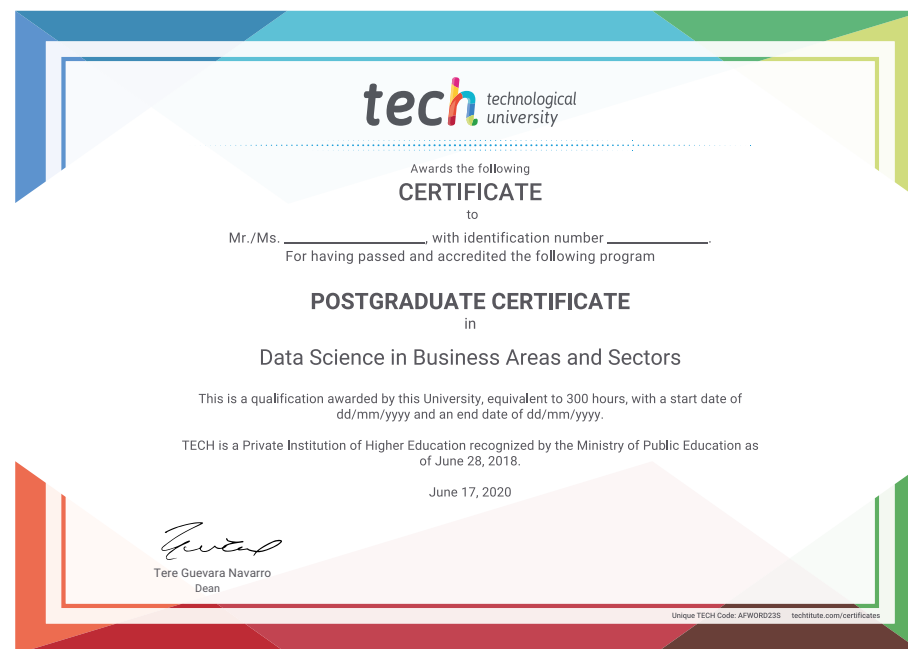 tech technological
university
Awards the following
CERTIFICATE
to
Mr./Ms. ____________________, with identification number ______________.
For having passed and accredited the following program
POSTGRADUATE CERTIFICATE
in
Data Science in Business Areas and Sectors
This is a qualification awarded by this University, equivalent to 300 hours, with a start date of
dd/mm/yyyy and an end date of dd/mm/yyyy.
TECH is a Private Institution of Higher Education recognized by the Ministry of Public Education as
of June 28, 2018.
June 17, 2020
Tere Guevara Navarro
Dean
Unique TECH Code: AFWORD23S techtitute.com/certificates